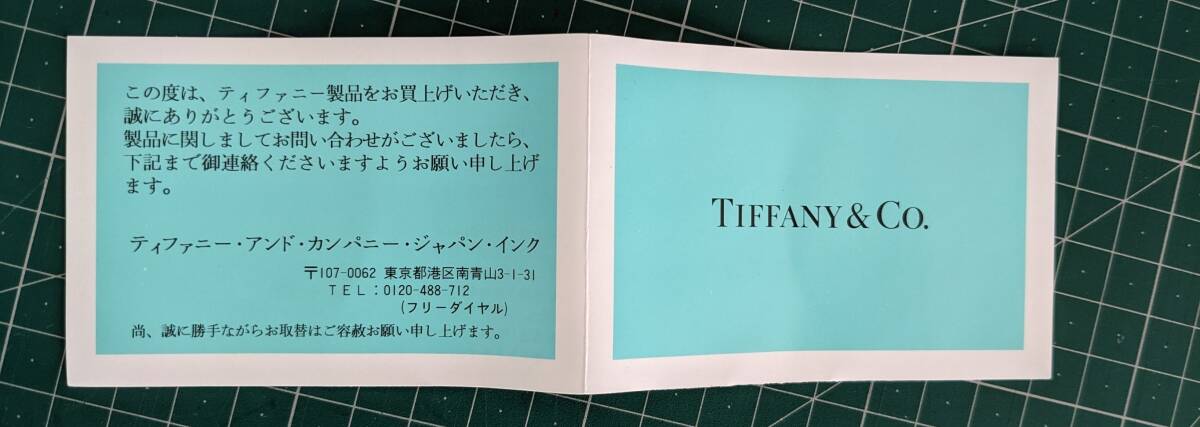 この度は、ティファニー製品をお買上げいただき、
誠にありがとうございます。
製品に関しましてお問い合わせがございましたら、
下記まで御連絡くださいますようお願い申し上げ
ます。
ティファニー・アンド・カンパニー・ジャパン・インク
〒107-0062 東京都港区南青山3-1-31
TEL:0120-488-712
(フリーダイヤル)
尚、誠に勝手ながらお取替はご容赦お願い申し上げます。
TIFFANY & CO.